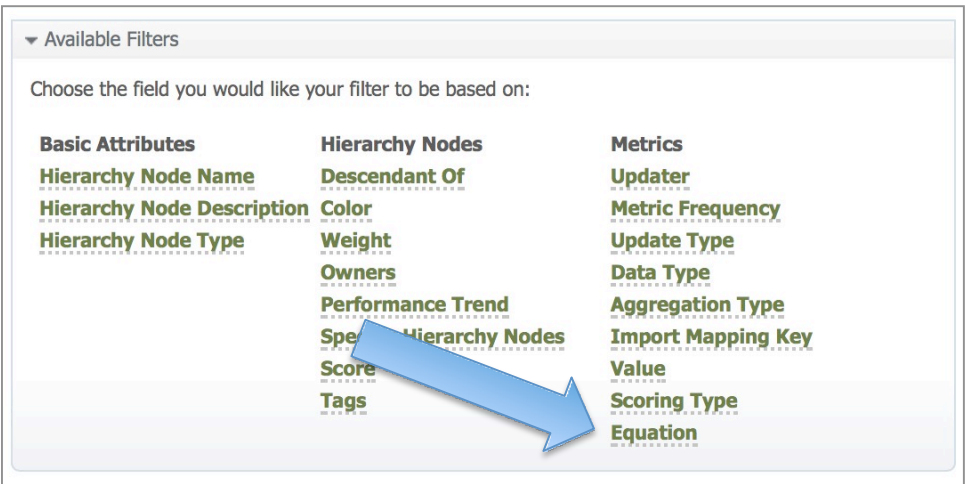 Available Filters
Choose the field you would like your filter to be based on:
Basic Attributes
Hierarchy Node Name
Hierarchy Node Description
Hierarchy Node Type
Hierarchy Nodes
Descendant Of
Color
Weight
Owners
Performance Trend
Hierarchy Nodes
Score
Tags
Metrics
Updater
Metric Frequency
Update Type
Data Type
Aggregation Type
Import Mapping Key
Value
Scoring Type
Equation